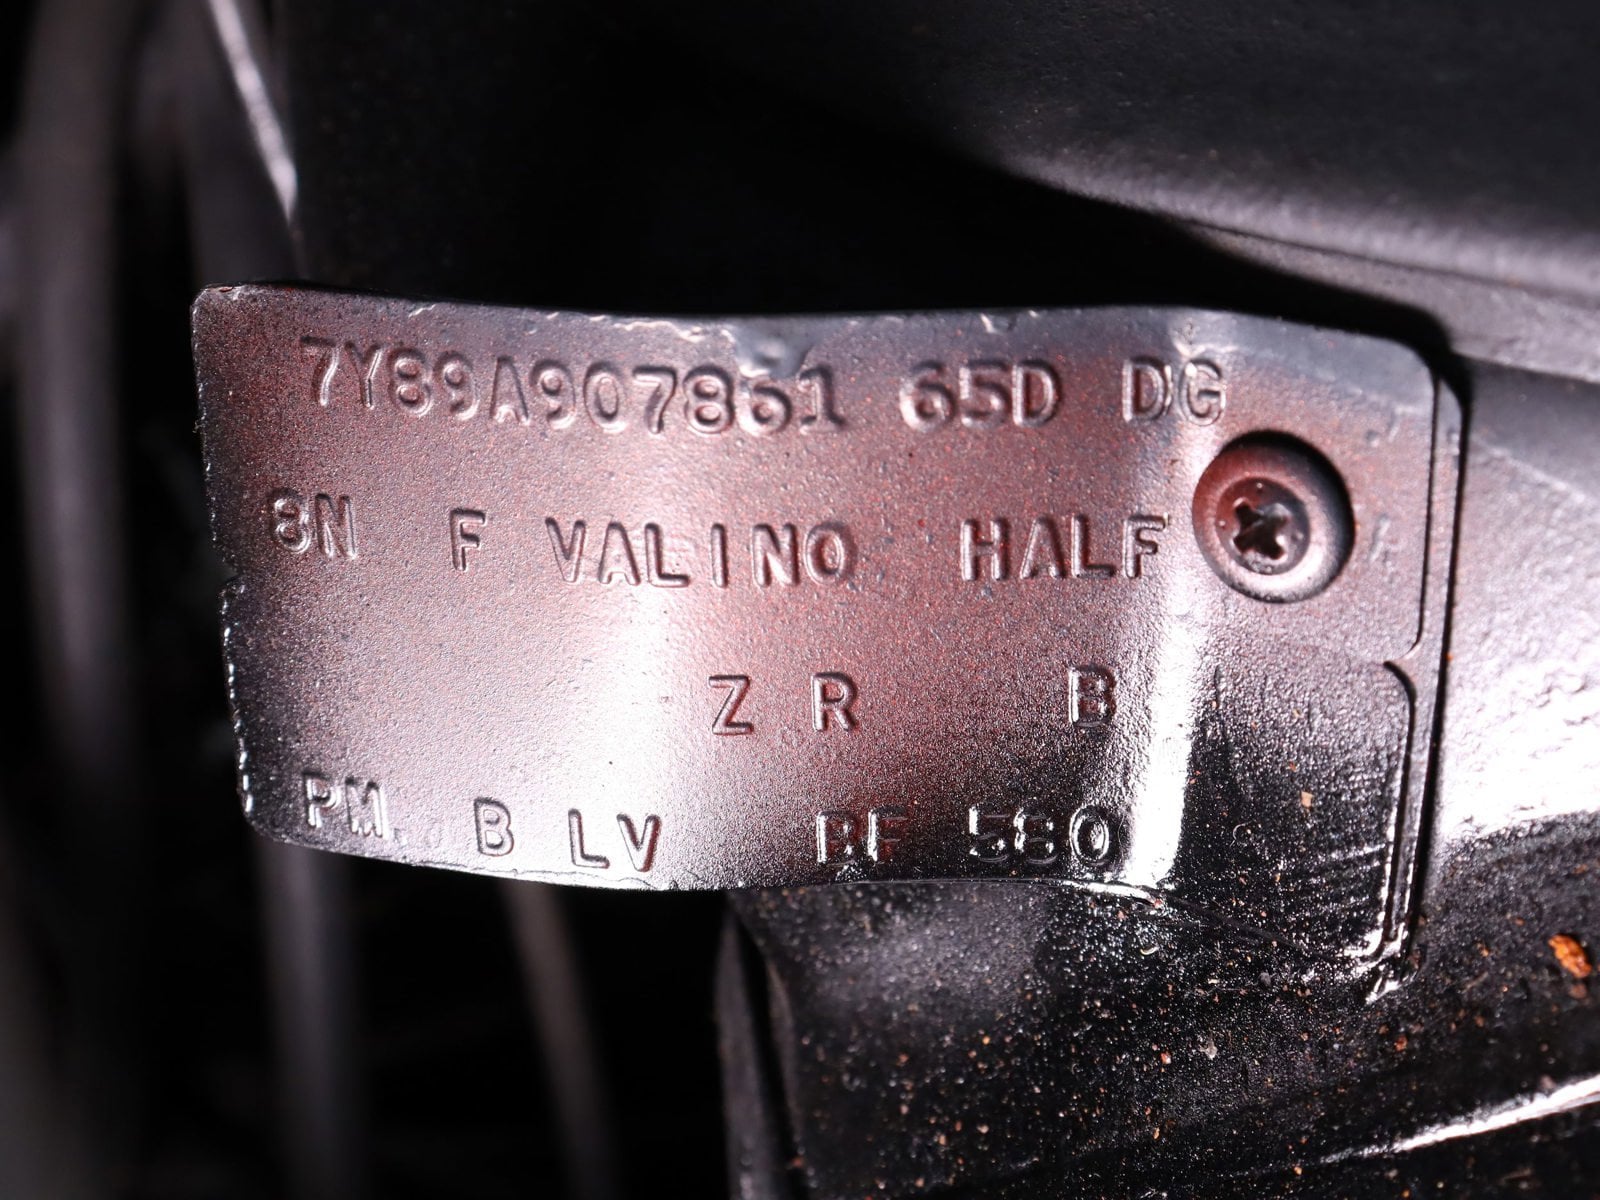 7Y89A907861 65D DG
8N F VALINO HALF
Z R B
PM. B LV BF 580